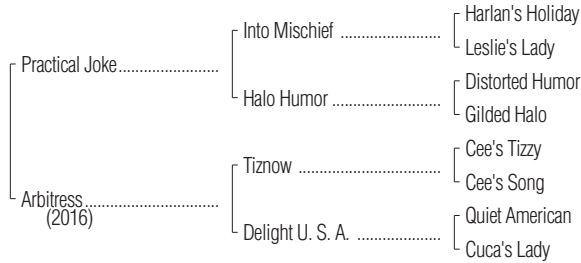 Harlan's Holiday
Into Mischief
Leslie's Lady
Practical Joke
Distorted Humor
Halo Humor
Gilded Halo
Cee's Tizzy
Tiznow
Cee's Song
Arbitress
(2016)
Quiet American
Delight U. S. A.
Cuca's Lady